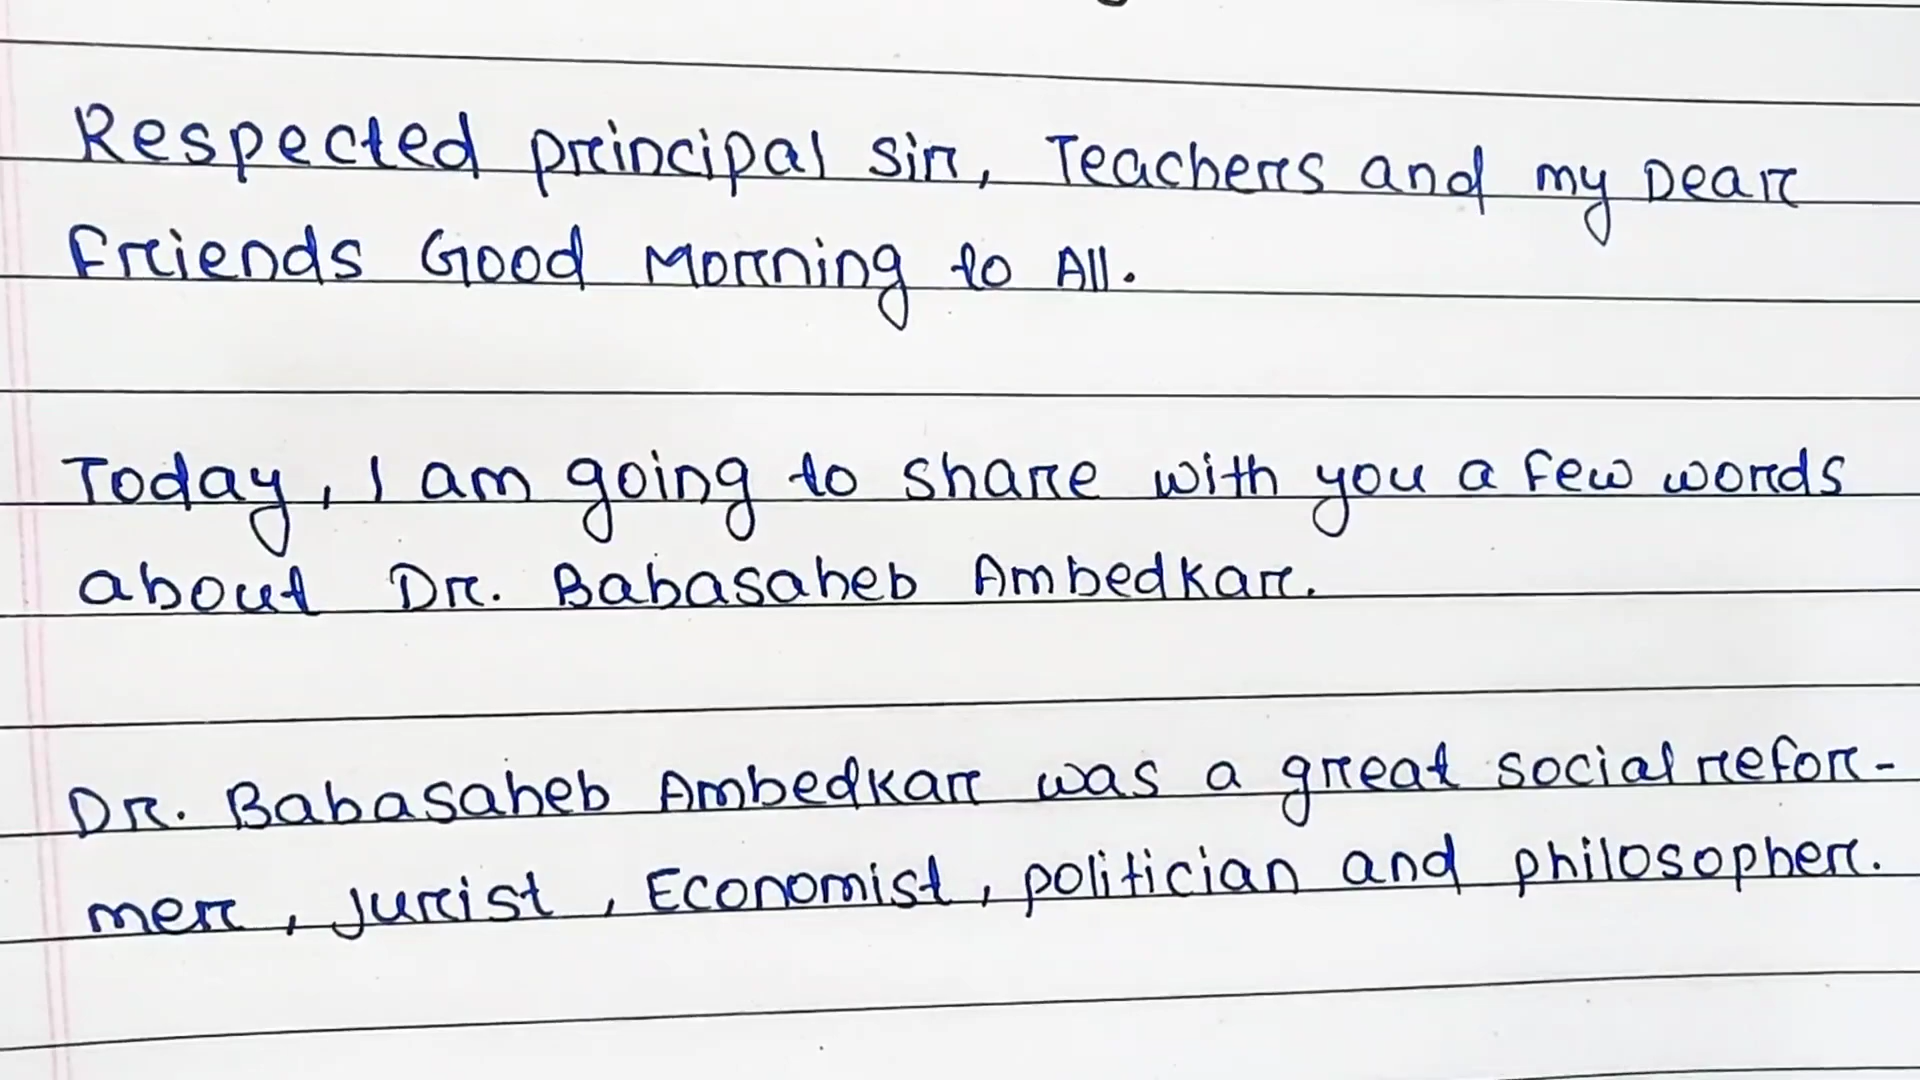 Respected principal sir, Teachers and my Dear
Friends Good Morning to All.
Today, I am going to share with you a few words
about Dr. Babasaheb Ambedkar.
Dr. Babasaheb Ambedkar was a great social refor-
mer, jurist, Economist, politician and philosopher.